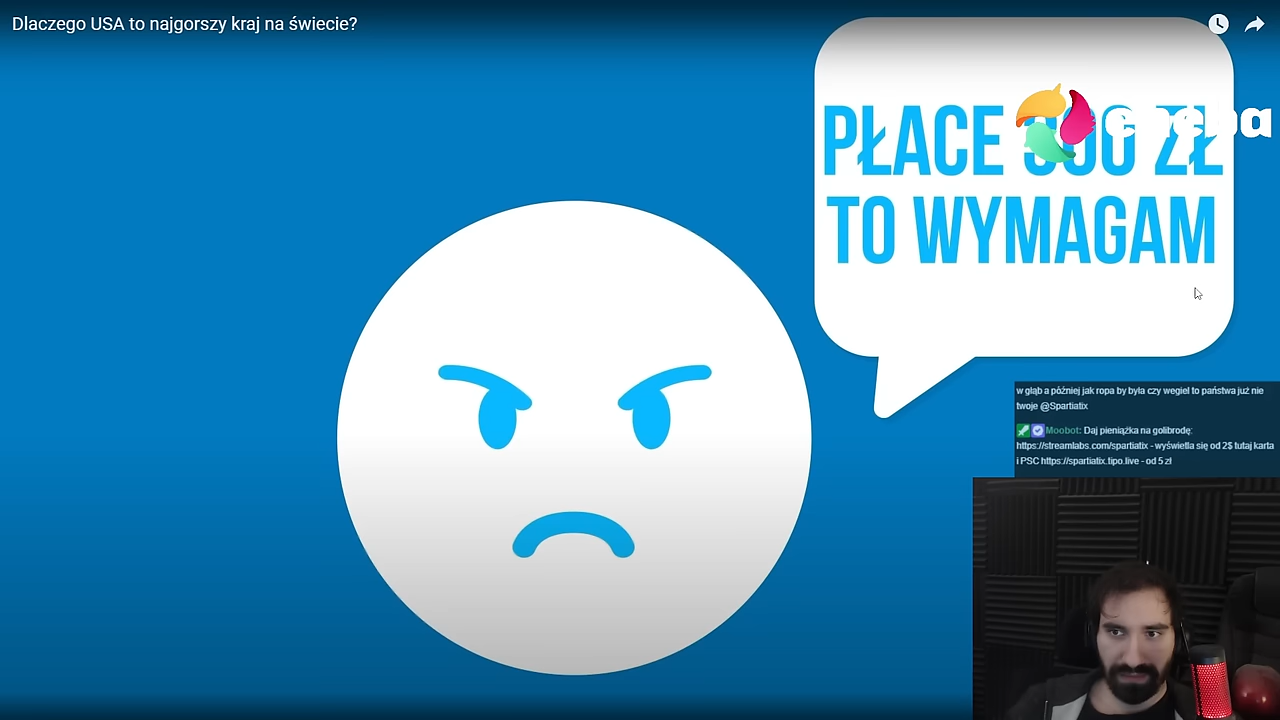 Dlaczego USA to najgorszy kraj na świecie?
PŁACE ZŁ
TO WYMAGAM
w głąb a później jak ropa by była czy węgiel to państwa już nie
twoje @Spartiatix
Moobot: Daj pieniążka na golibrodę:
https://streamlabs.com/spartiatix - wyświetla się od 2$ tutaj karta
i PSC https://spartiatix.tipo.live - od 5 zł